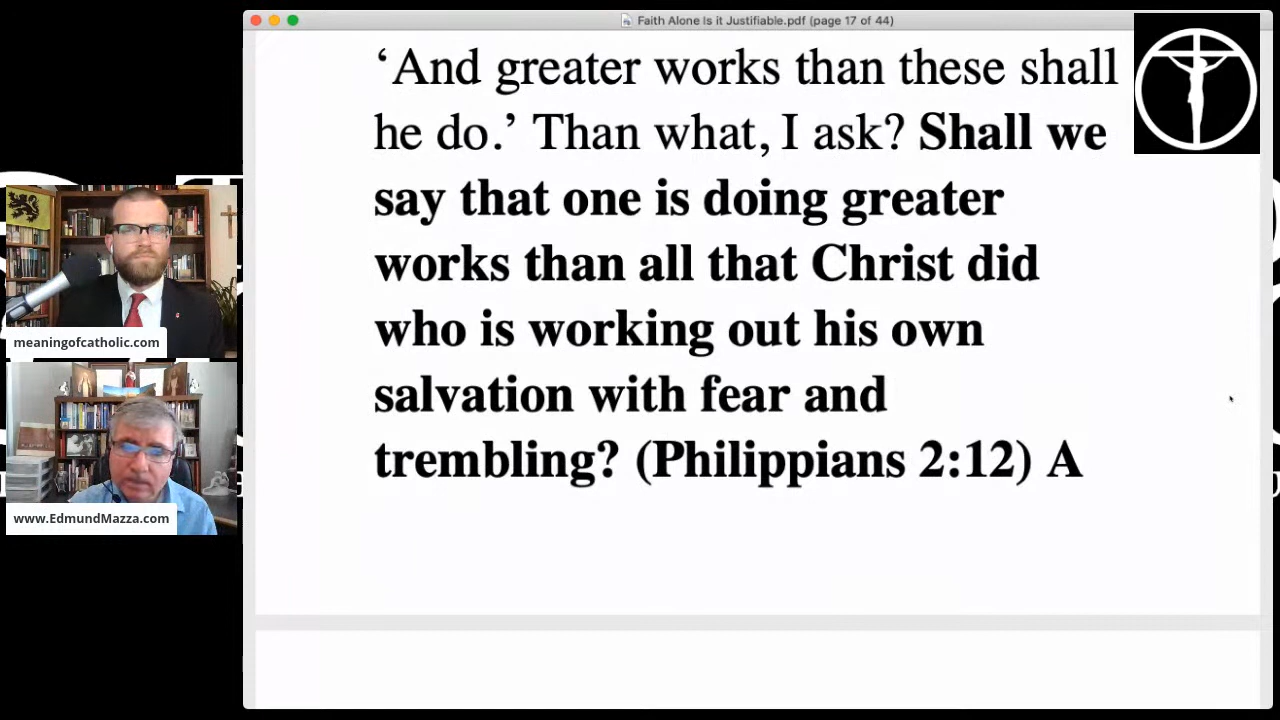 Faith Alone Is it Justifiable.pdf (page 17 of 44)
‘And greater works than these shall
he do.’ Than what, I ask? Shall we
say that one is doing greater
works than all that Christ did
who is working out his own
salvation with fear and
trembling? (Philippians 2:12) A
meaningofcatholic.com
www.EdmundMazza.com